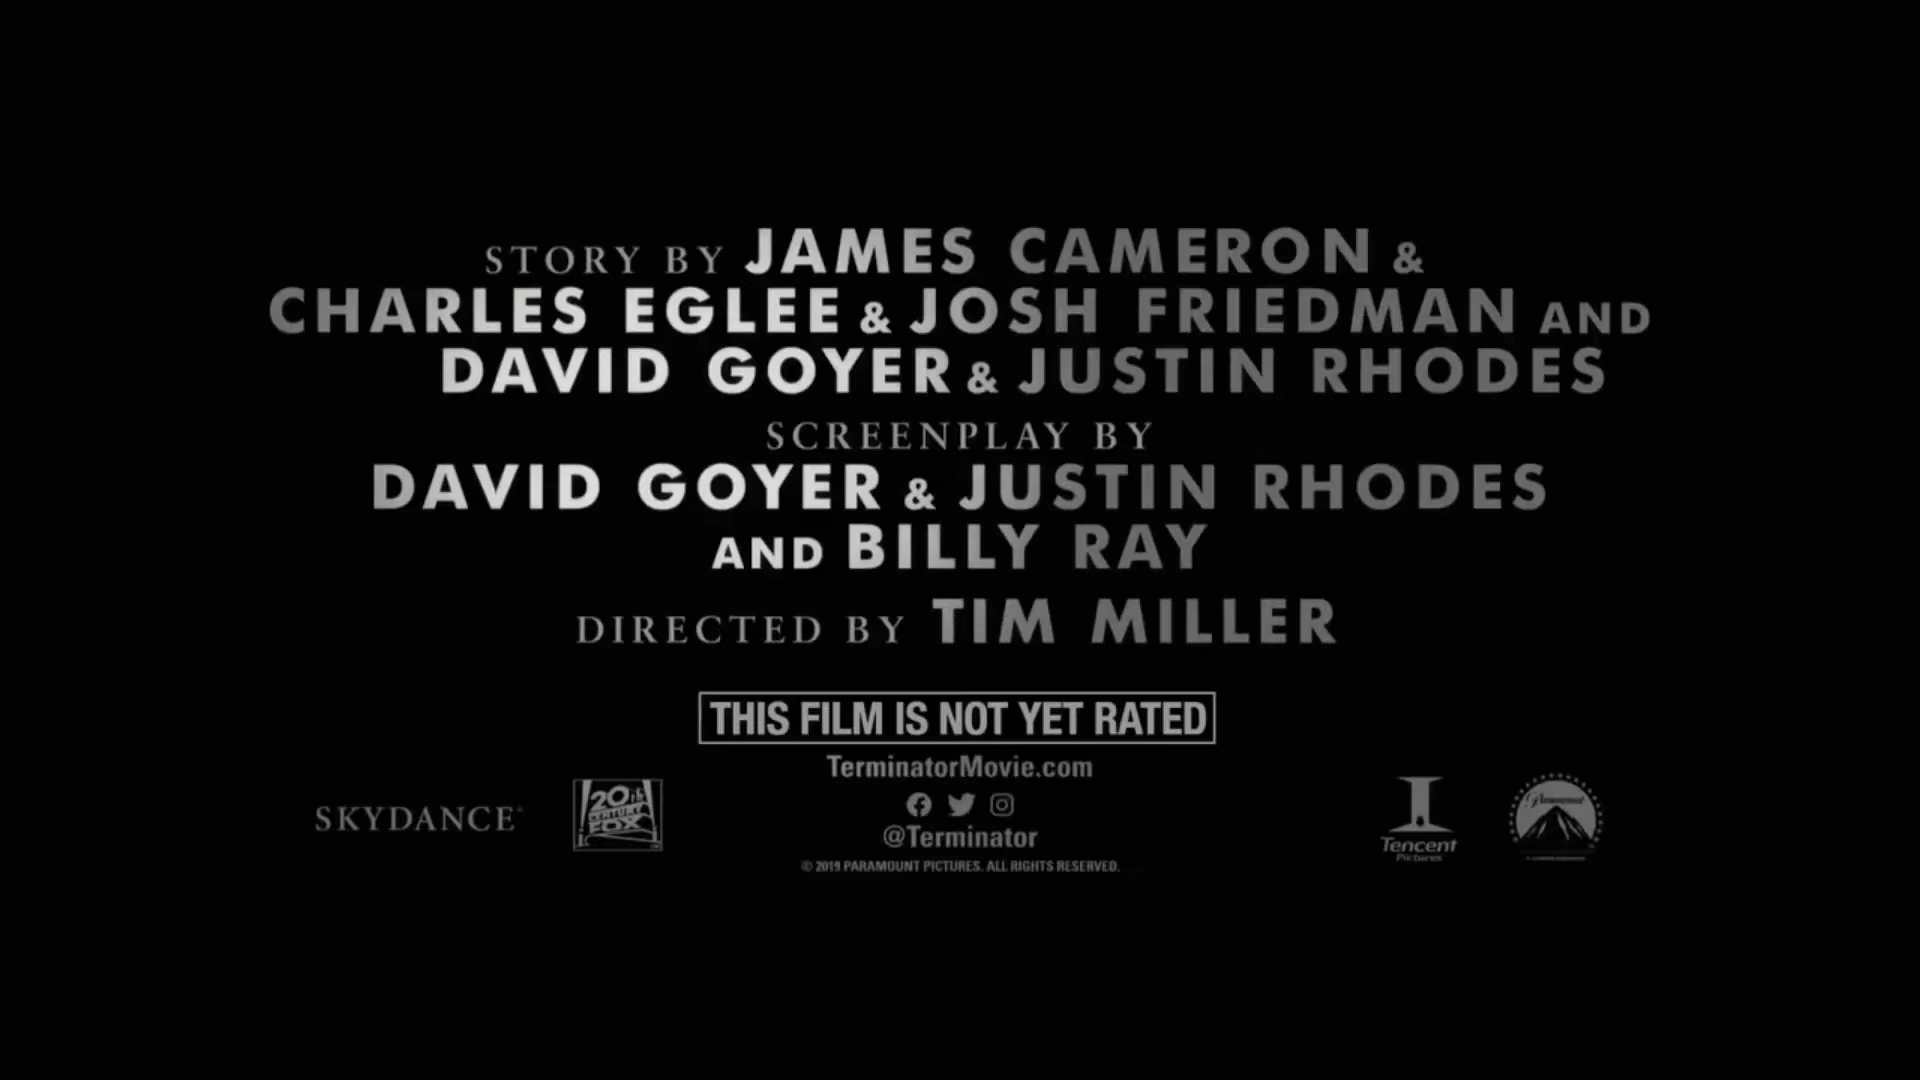 STORY BY JAMES CAMERON &
CHARLES EGLEE & JOSH FRIEDMAN AND
DAVID GOYER & JUSTIN RHODES
SCREENPLAY BY
DAVID GOYER & JUSTIN RHODES
AND BILLY RAY
DIRECTED BY TIM MILLER
THIS FILM IS NOT YET RATED
TerminatorMovie.com
@Terminator
© 2019 PARAMOUNT PICTURES. ALL RIGHTS RESERVED.
SKYDANCE
20th
CENTURY
FOX
Tencent
Pictures
Paramount